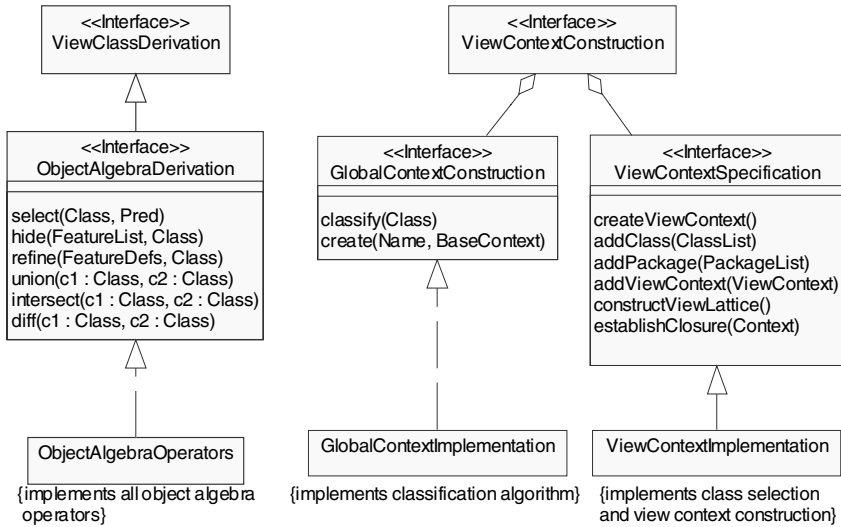 <<Interface>>
ViewClassDerivation
<<Interface>>
ViewContextConstruction
<<Interface>>
ObjectAlgebraDerivation
select(Class, Pred)
hide(FeatureList, Class)
refine(FeatureDefs, Class)
union(c1 : Class, c2 : Class)
intersect(c1 : Class, c2 : Class)
diff(c1 : Class, c2 : Class)
<<Interface>>
GlobalContextConstruction
classify(Class)
create(Name, BaseContext)
<<Interface>>
ViewContextSpecification
createViewContext()
addClass(ClassList)
addPackage(PackageList)
addViewContext(ViewContext)
constructViewLattice()
establishClosure(Context)
ObjectAlgebraOperators
{implements all object algebra
operators}
GlobalContextImplementation
{implements classification algorithm}
ViewContextImplementation
{implements class selection
and view context construction}